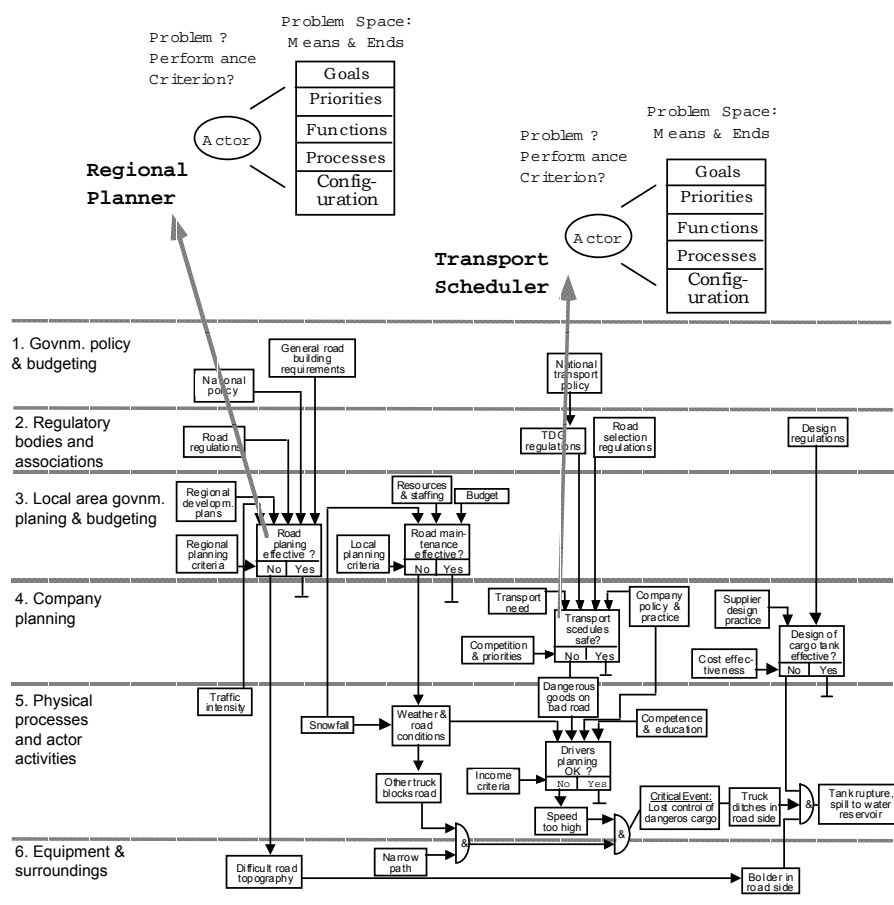 Problem Space:
Means & Ends
Problem ?
Performance
Criterion?
Goals
Priorities
Functions
Processes
Config-
uration
Actor
Regional
Planner
Problem Space:
Means & Ends
Problem ?
Performance
Criterion?
Goals
Priorities
Functions
Processes
Config-
uration
Actor
Transport
Scheduler
1. Govnm. policy
& budgeting
General road
building
requirements
National
policy
National
transport
policy
2. Regulatory
bodies and
associations
Road
regulations
TDG
regulations
Road
selection
regulations
Design
regulations
3. Local area govnm.
planing & budgeting
Regional
developm.
plans
Regional
planning
criteria
Road
planing
effective ?
No Yes
Resources
& staffing
Budget
Local
planning
criteria
Road main-
tenance
effective?
No Yes
4. Company
planning
Transport
need
Company
policy &
practice
Competition
& priorities
Transport
scedules
safe?
No Yes
Supplier
design
practice
Cost effec-
tiveness
Design of
cargo tank
effective ?
No Yes
5. Physical
processes
and actor
activities
Traffic
intensity
Snowfall
Weather &
road
conditions
Dangerous
goods on
bad road
Competence
& education
Income
criteria
Drivers
planning
OK ?
No Yes
Other truck
blocks road
Speed
too high
&
Critical Event:
Lost control of
dangeros cargo
Truck
ditches in
road side
&
Tank rupture,
spill to water
reservoir
6. Equipment &
surroundings
Difficult road
topography
Narrow
path
&
Bolder in
road side